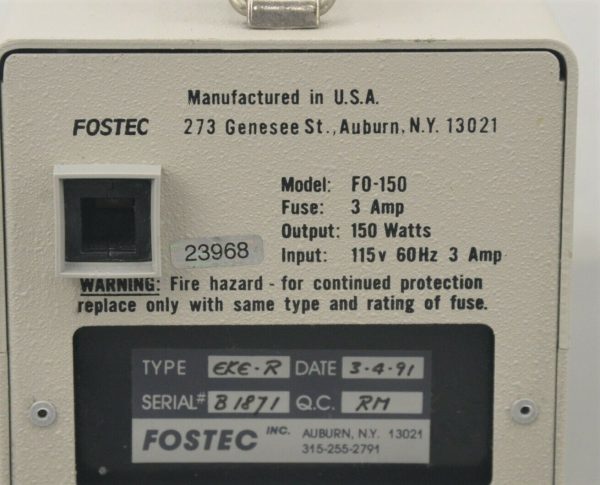 Manufactured in U.S.A.
FOSTEC 273 Genesee St., Auburn, N.Y. 13021
Model: FO-150
Fuse: 3 Amp
Output: 150 Watts
Input: 115v 60Hz 3 Amp
23968
WARNING: Fire hazard - for continued protection
replace only with same type and rating of fuse.
TYPE EKE-R DATE 3-4-91
SERIAL# B1871 Q.C. RM
FOSTEC INC. AUBURN, N.Y. 13021
315-255-2791